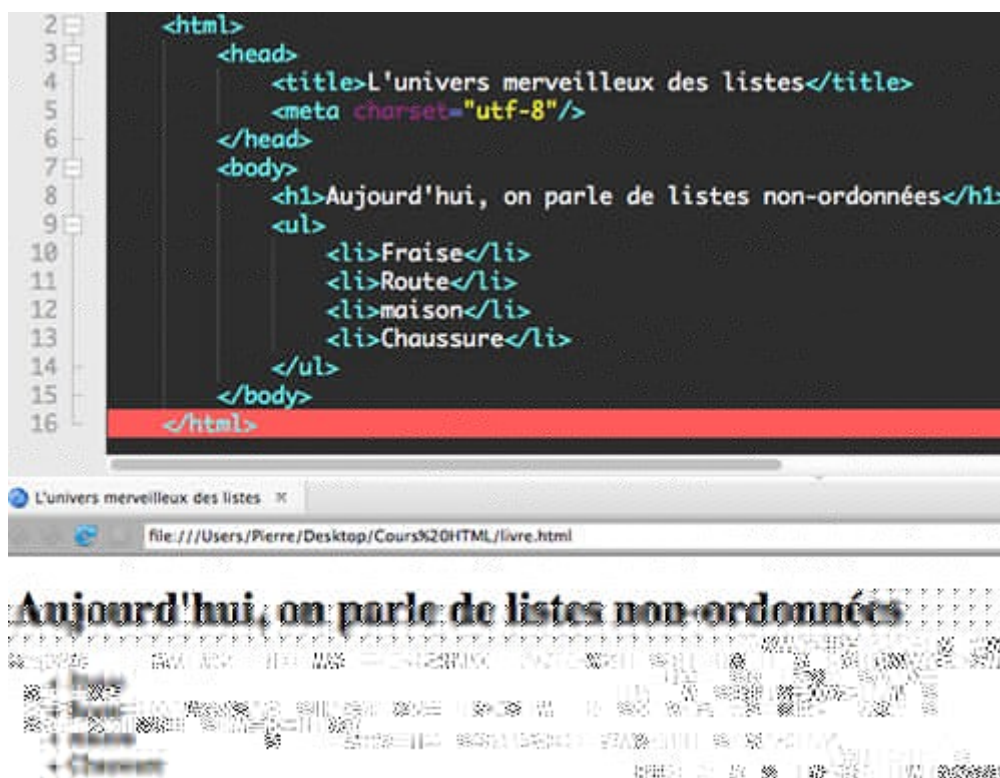 2 <html>
3 <head>
4 <title>L'univers merveilleux des listes</title>
5 <meta charset="utf-8"/>
6 </head>
7 <body>
8 <h1>Aujourd'hui, on parle de listes non-ordonnées</h1>
9 <ul>
10 <li>Fraise</li>
11 <li>Route</li>
12 <li>maison</li>
13 <li>Chaussure</li>
14 </ul>
15 </body>
16 </html>
L'univers merveilleux des listes
file:///Users/Pierre/Desktop/Cours%20HTML/livre.html
Aujourd'hui, on parle de listes non-ordonnées
Chaussure